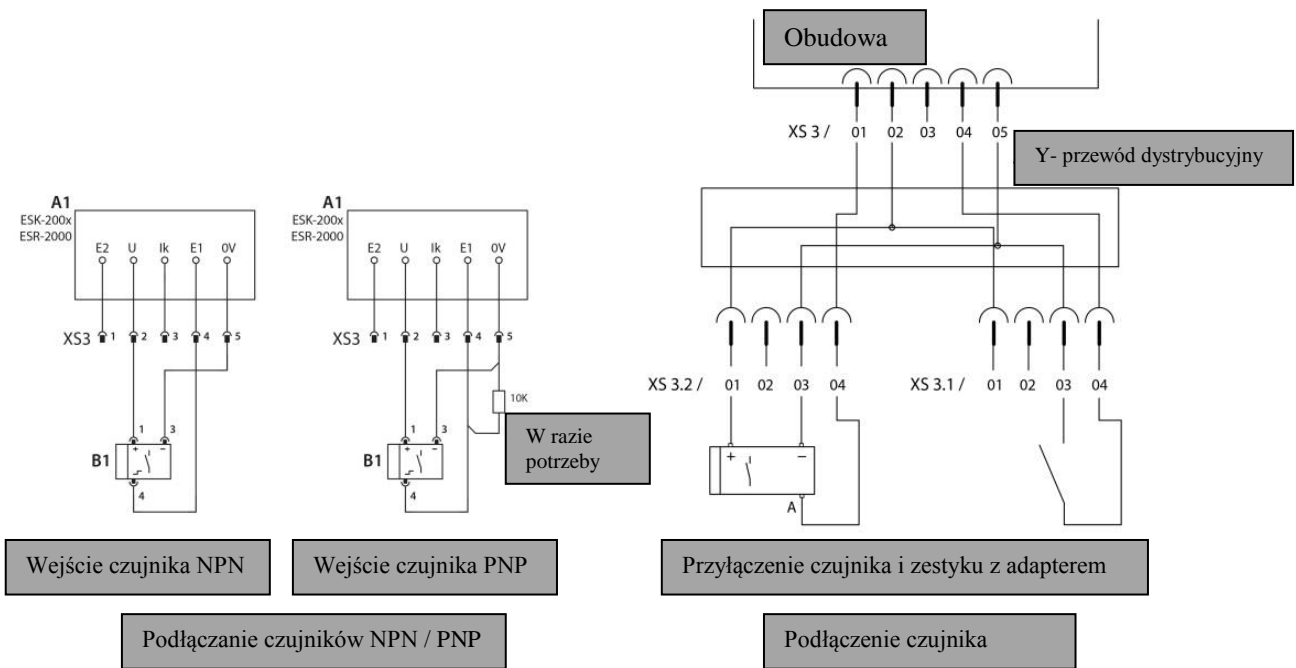 Obudowa
XS 3 / 01 02 03 04 05
Y- przewód dystrybucyjny
A1
ESK-200x
ESR-2000
E2 U Ik E1 0V
XS3 1 2 3 4 5
1 3
B1
+ −
4
A1
ESK-200x
ESR-2000
E2 U Ik E1 0V
XS3 1 2 3 4 5
10K
W razie
potrzeby
1 3
B1
+ −
4
XS 3.2 / 01 02 03 04
+ −
A
XS 3.1 / 01 02 03 04
Wejście czujnika NPN
Wejście czujnika PNP
Przyłączenie czujnika i zestyku z adapterem
Podłączanie czujników NPN / PNP
Podłączenie czujnika